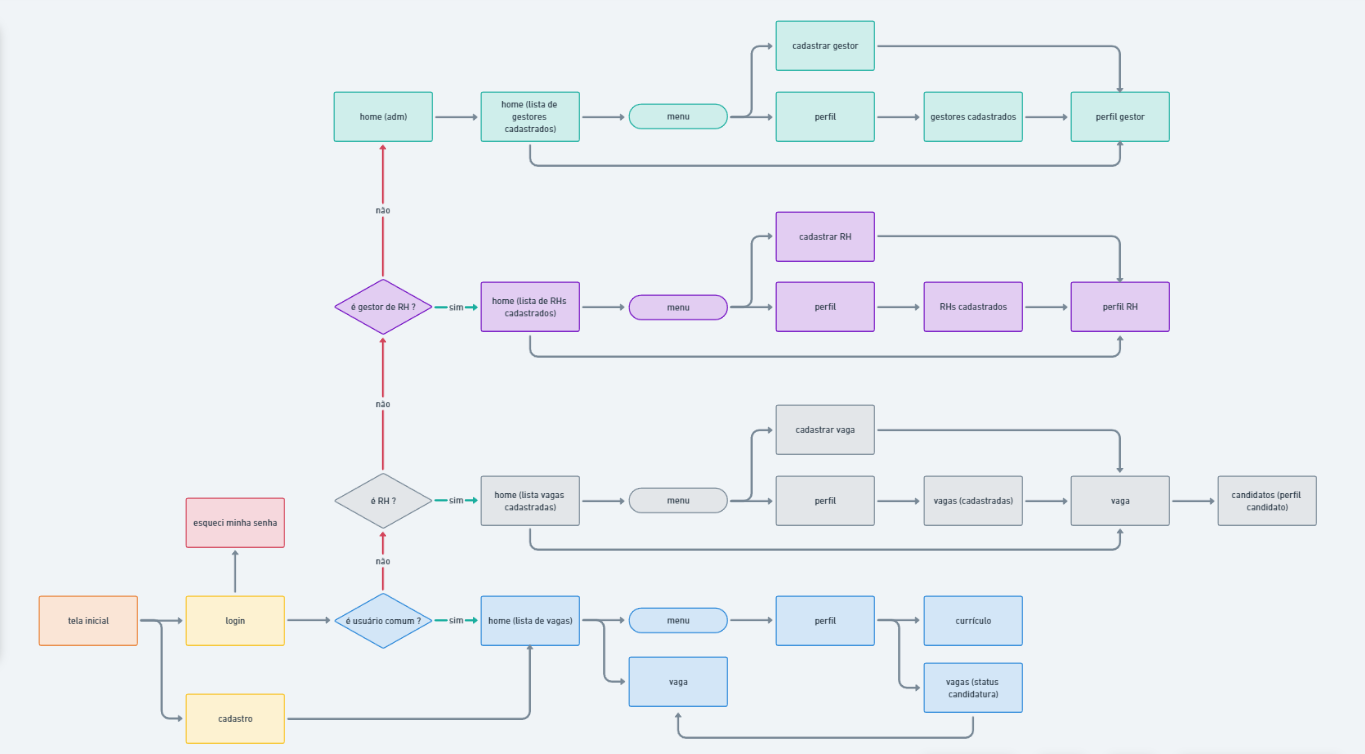 cadastrar gestor
home (adm)
home (lista de
gestores
cadastrados)
menu
perfil
gestores cadastrados
perfil gestor
não
cadastrar RH
é gestor de RH ?
sim
home (lista de RHs
cadastrados)
menu
perfil
RHs cadastrados
perfil RH
não
cadastrar vaga
é RH ?
sim
home (lista vagas
cadastradas)
menu
perfil
vagas (cadastradas)
vaga
candidatos (perfil
candidato)
esqueci minha senha
não
tela inicial
login
é usuário comum ?
sim
home (lista de vagas)
menu
perfil
currículo
vaga
vagas (status
candidatura)
cadastro